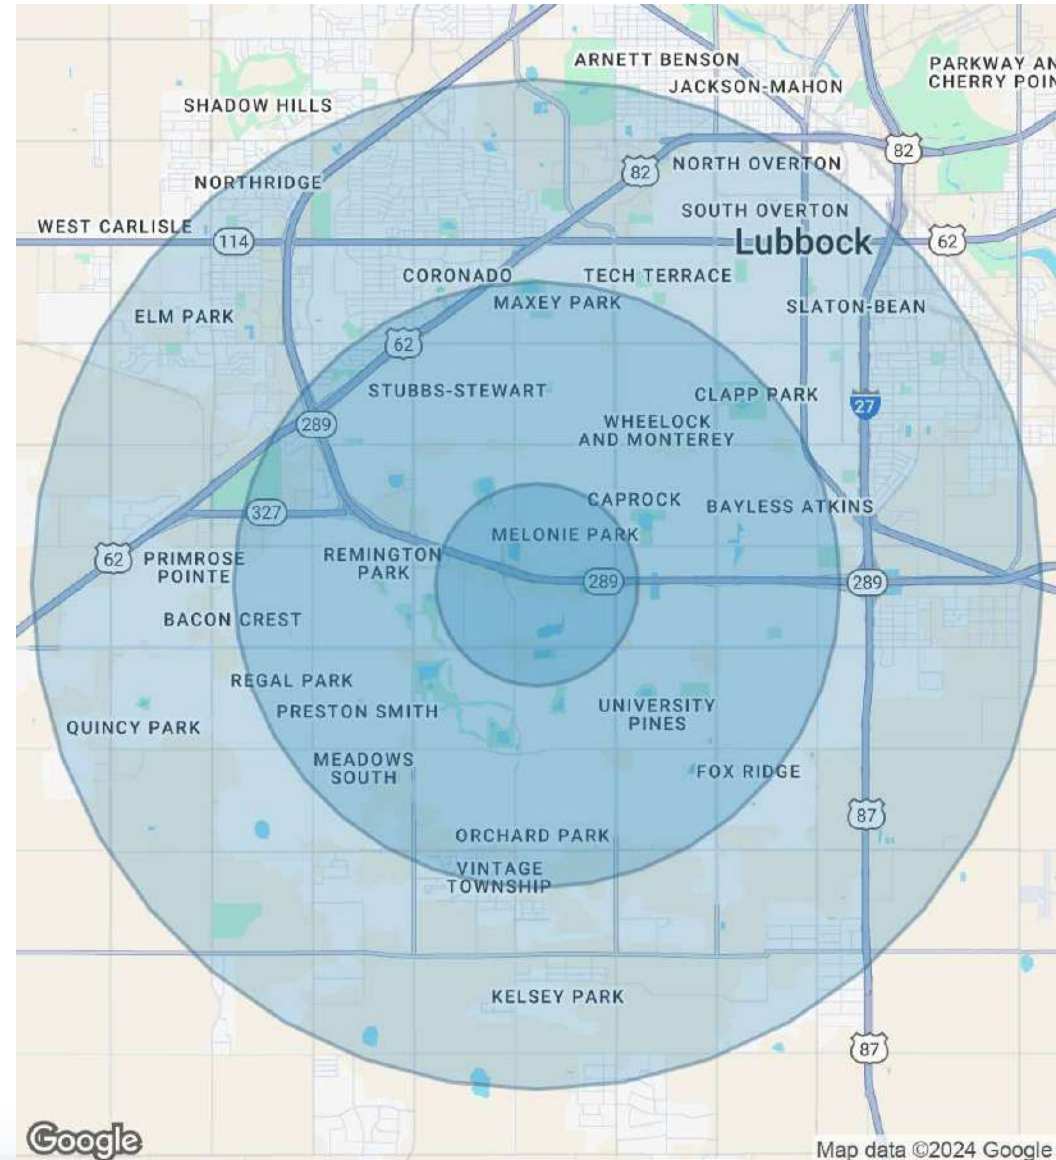 ARNETT BENSON
PARKWAY AN
CHERRY POIN
JACKSON-MAHON
SHADOW HILLS
82
82
NORTH OVERTON
NORTHRIDGE
SOUTH OVERTON
WEST CARLISLE
114
Lubbock
62
CORONADO
TECH TERRACE
MAXEY PARK
SLATON-BEAN
ELM PARK
62
STUBBS-STEWART
CLAPP PARK
27
289
WHEELOCK
AND MONTEREY
CAPROCK
BAYLESS ATKINS
327
MELONIE PARK
62
PRIMROSE
POINTE
REMINGTON
PARK
289
289
BACON CREST
REGAL PARK
PRESTON SMITH
UNIVERSITY
PINES
QUINCY PARK
MEADOWS
SOUTH
FOX RIDGE
87
ORCHARD PARK
VINTAGE
TOWNSHIP
KELSEY PARK
87
Google
Map data ©2024 Google